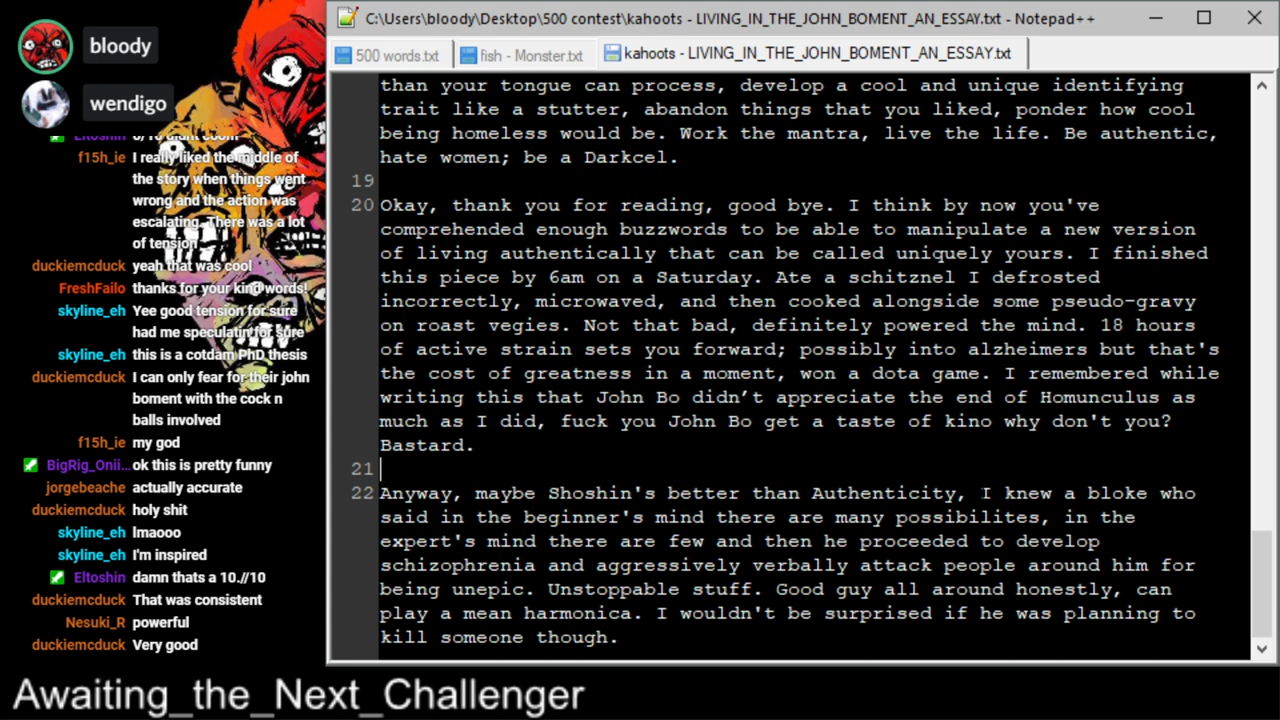 bloody
wendigo
Eltoshin
f15h_ie I really liked the middle of
the story when things went
wrong and the action was
escalating. There was a lot
of tension
duckiemcduck yeah that was cool
FreshFailo thanks for your kind words!
skyline_eh Yee good tension for sure
had me speculatin for sure
skyline_eh this is a cotdam PhD thesis
duckiemcduck I can only fear for their john
boment with the cock n
balls involved
f15h_ie my god
BigRig_Onii... ok this is pretty funny
jorgebeache actually accurate
duckiemcduck holy shit
skyline_eh lmaooo
skyline_eh I'm inspired
Eltoshin damn thats a 10.//10
duckiemcduck That was consistent
Nesuki_R powerful
duckiemcduck Very good
C:\Users\bloody\Desktop\500 contest\kahoots - LIVING_IN_THE_JOHN_BOMENT_AN_ESSAY.txt - Notepad++
500 words.txt fish - Monster.txt kahoots - LIVING_IN_THE_JOHN_BOMENT_AN_ESSAY.txt
than your tongue can process, develop a cool and unique identifying
trait like a stutter, abandon things that you liked, ponder how cool
being homeless would be. Work the mantra, live the life. Be authentic,
hate women; be a Darkcel.
19
20 Okay, thank you for reading, good bye. I think by now you've
comprehended enough buzzwords to be able to manipulate a new version
of living authentically that can be called uniquely yours. I finished
this piece by 6am on a Saturday. Ate a schitznel I defrosted
incorrectly, microwaved, and then cooked alongside some pseudo-gravy
on roast vegies. Not that bad, definitely powered the mind. 18 hours
of active strain sets you forward; possibly into alzheimers but that's
the cost of greatness in a moment, won a dota game. I remembered while
writing this that John Bo didn’t appreciate the end of Homunculus as
much as I did, fuck you John Bo get a taste of kino why don't you?
Bastard.
21
22 Anyway, maybe Shoshin's better than Authenticity, I knew a bloke who
said in the beginner's mind there are many possibilites, in the
expert's mind there are few and then he proceeded to develop
schizophrenia and aggressively verbally attack people around him for
being unepic. Unstoppable stuff. Good guy all around honestly, can
play a mean harmonica. I wouldn't be surprised if he was planning to
kill someone though.
Awaiting_the_Next_Challenger